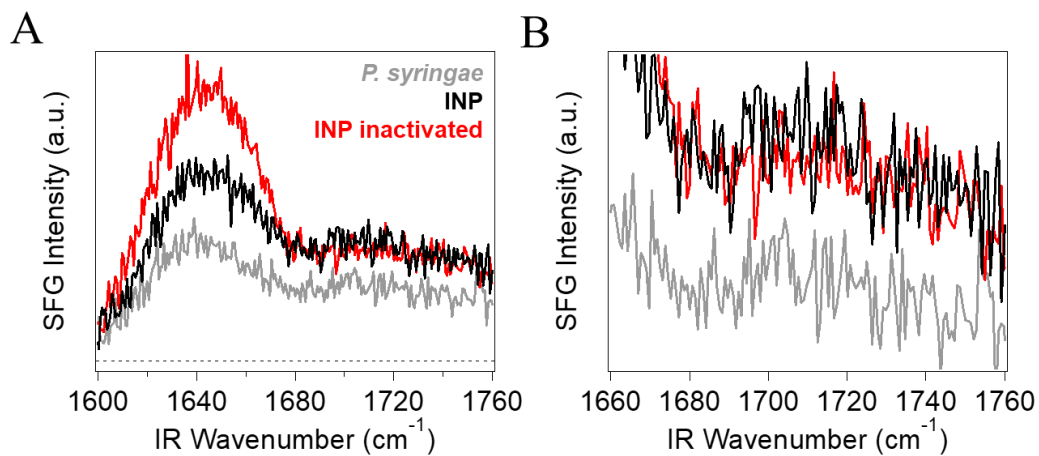 A
B
P. syringae
INP
INP inactivated
SFG Intensity (a.u.)
1600 1640 1680 1720 1760
IR Wavenumber (cm⁻¹)
SFG Intensity (a.u.)
1660 1680 1700 1720 1740 1760
IR Wavenumber (cm⁻¹)